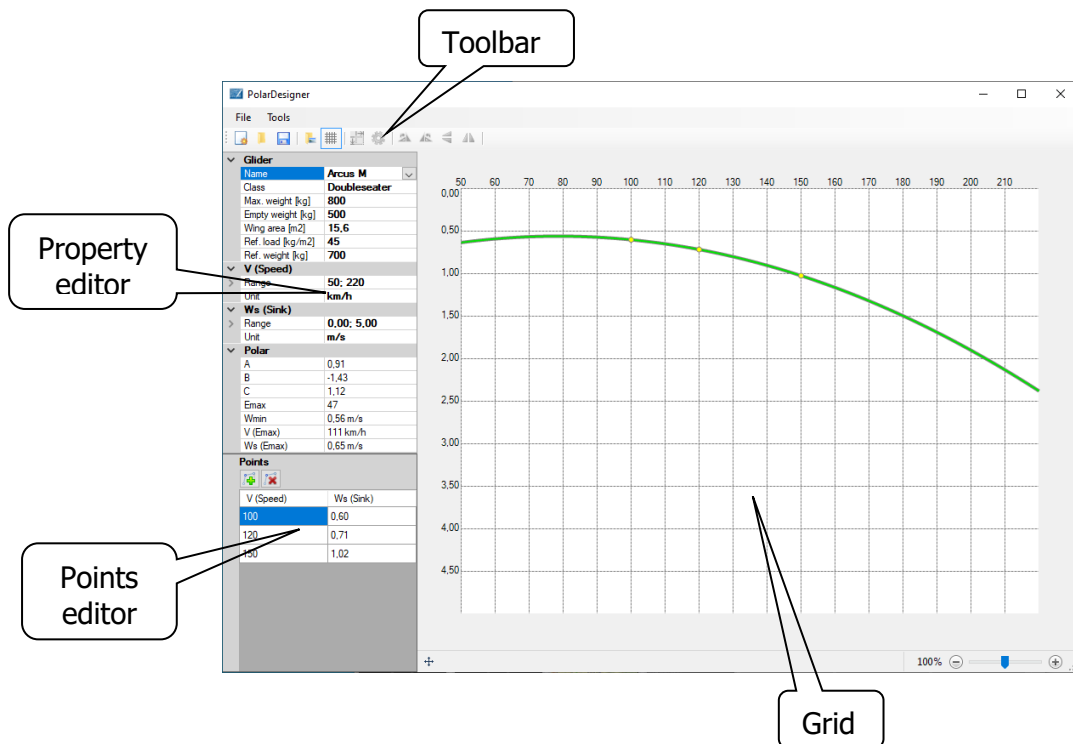 Toolbar
PolarDesigner
File Tools
Glider
Name Arcus M
Class Doubleseater
Max. weight [kg] 800
Empty weight [kg] 500
Wing area [m2] 15,6
Ref. load [kg/m2] 45
Ref. weight [kg] 700
V (Speed)
Range 50; 220
Unit km/h
Ws (Sink)
Range 0,00; 5,00
Unit m/s
Polar
A 0,91
B -1,43
C 1,12
Emax 47
Wmin 0,56 m/s
V (Emax) 111 km/h
Ws (Emax) 0,65 m/s
Points
V (Speed) Ws (Sink)
100 0,60
120 0,71
150 1,02
50 60 70 80 90 100 110 120 130 140 150 160 170 180 190 200 210
0,00
0,50
1,00
1,50
2,00
2,50
3,00
3,50
4,00
4,50
100%
Property
editor
Points
editor
Grid